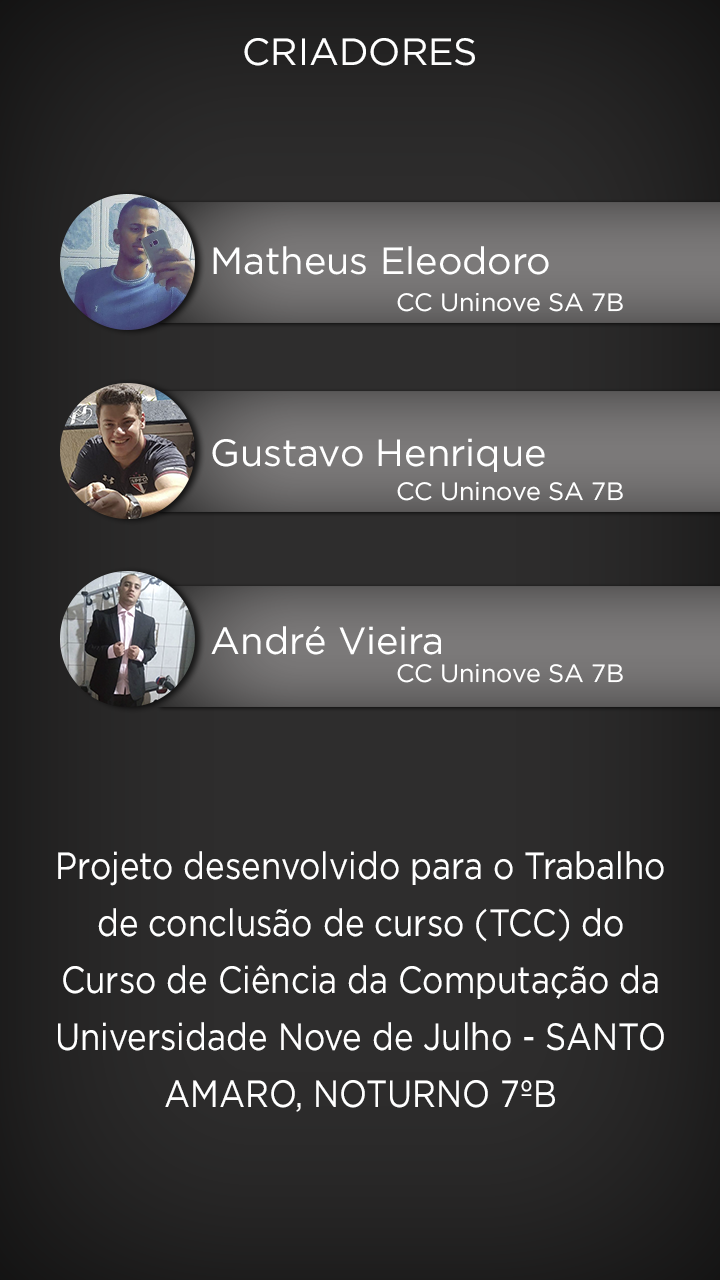 CRIADORES
Matheus Eleodoro
CC Uninove SA 7B
Gustavo Henrique
CC Uninove SA 7B
André Vieira
CC Uninove SA 7B
Projeto desenvolvido para o Trabalho
de conclusão de curso (TCC) do
Curso de Ciência da Computação da
Universidade Nove de Julho - SANTO
AMARO, NOTURNO 7ºB